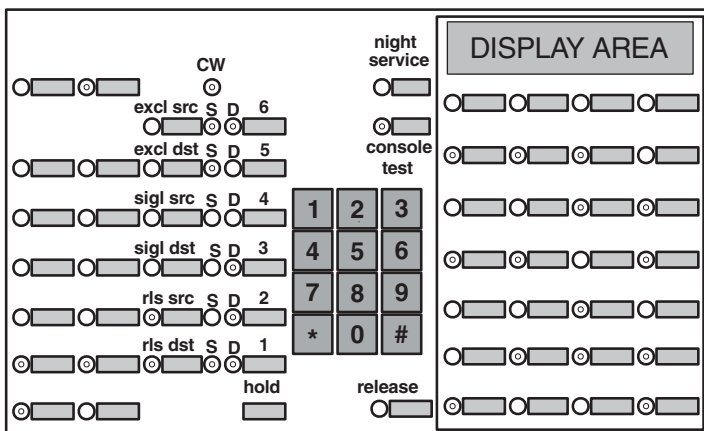 night
service
DISPLAY AREA
CW
excl src S D 6
console
test
excl dst S D 5
sigl src S D 4
1 2 3
sigl dst S D 3
4 5 6
rls src S D 2
7 8 9
* 0 #
rls dst S D 1
hold
release